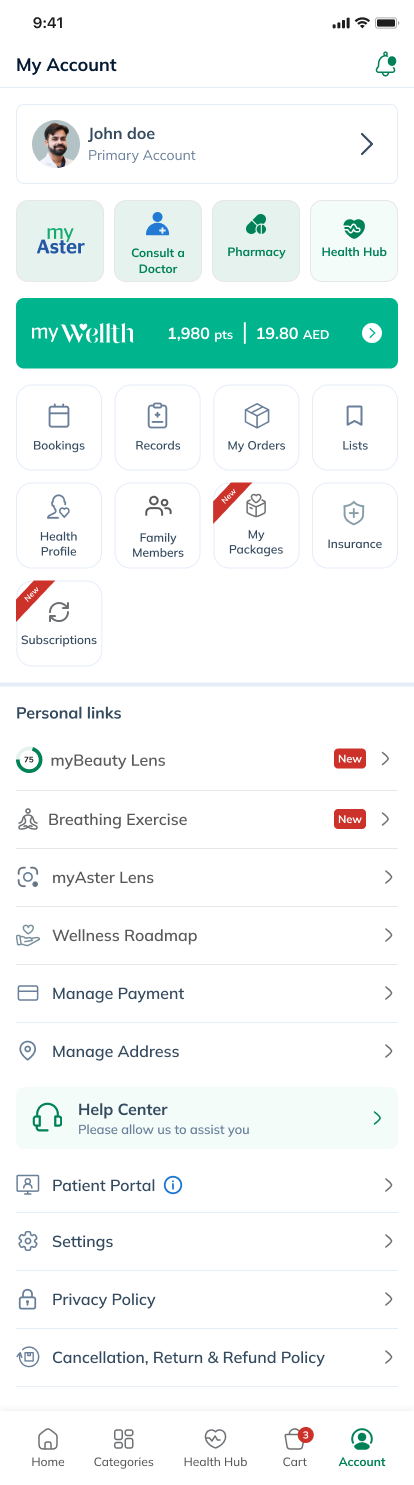 9:41
My Account
John doe
Primary Account
my
Aster
Consult a
Doctor
Pharmacy
Health Hub
my Wellth
1,980 pts | 19.80 AED
Bookings
Records
My Orders
Lists
Health
Profile
Family
Members
New
My
Packages
Insurance
New
Subscriptions
Personal links
75
myBeauty Lens
New
Breathing Exercise
New
myAster Lens
Wellness Roadmap
Manage Payment
Manage Address
Help Center
Please allow us to assist you
Patient Portal
Settings
Privacy Policy
Cancellation, Return & Refund Policy
3
Home
Categories
Health Hub
Cart
Account